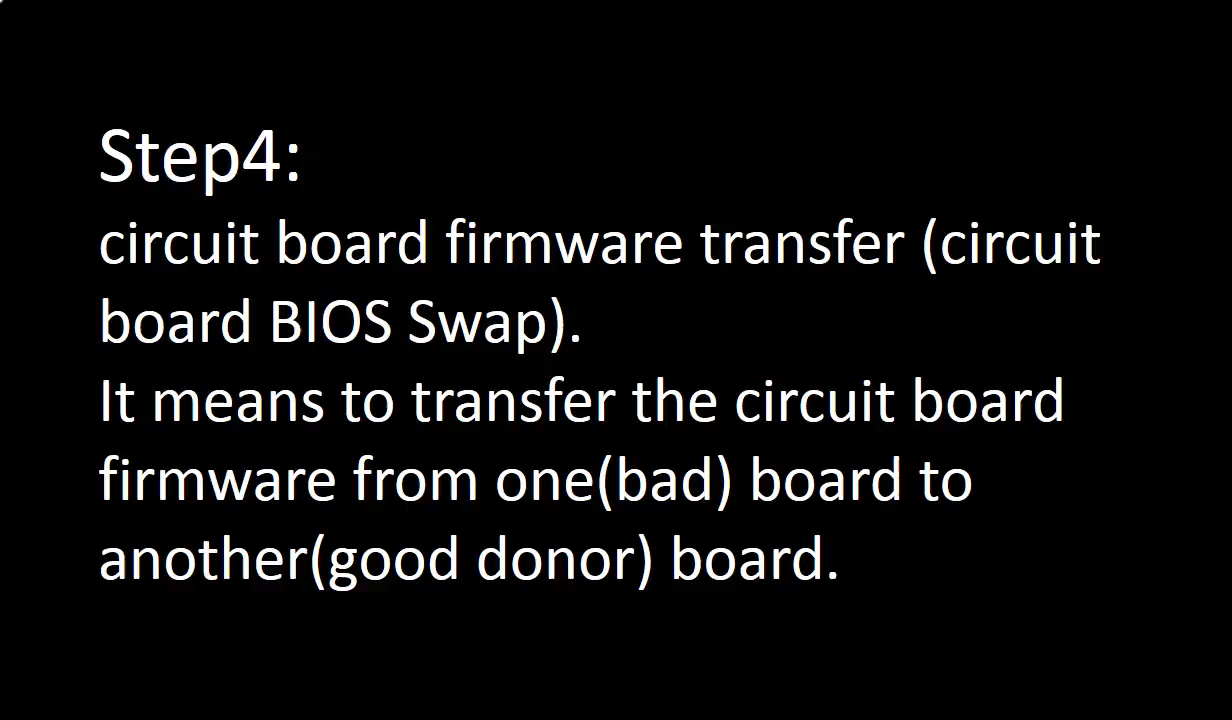 Step4:
circuit board firmware transfer (circuit
board BIOS Swap).
It means to transfer the circuit board
firmware from one(bad) board to
another(good donor) board.